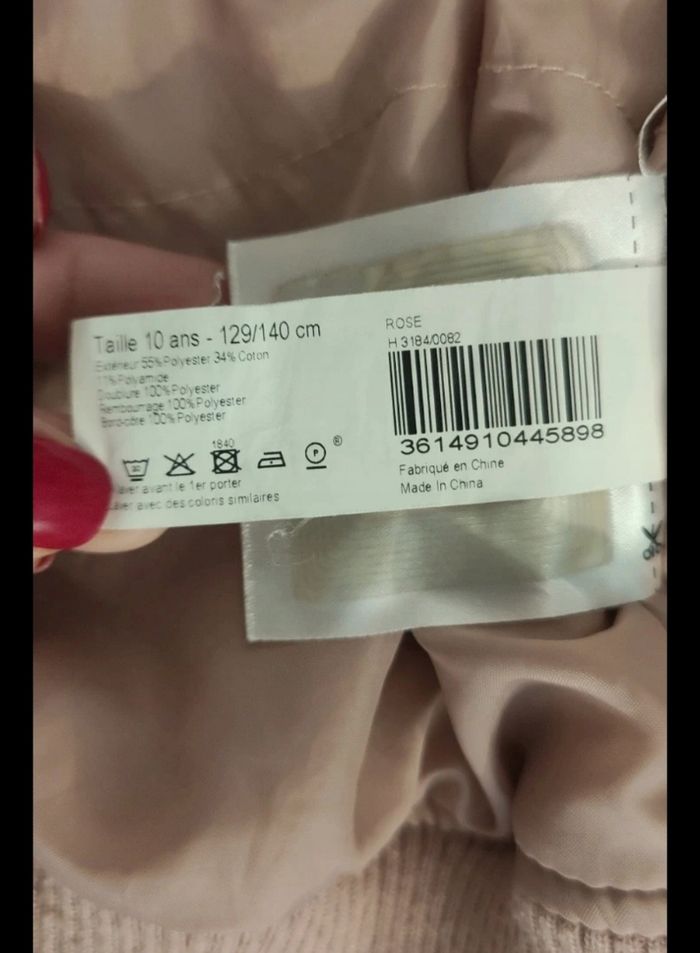 Taille 10 ans - 129/140 cm
Extérieur 55%Polyester 34% Coton
11%Polyamide
Doublure 100%Polyester
Rembourrage 100%Polyester
Bord-côte 100%Polyester
1840
30
P
®
Laver avant le 1er porter
Laver avec des coloris similaires
ROSE
H 3184/0082
3614910445898
Fabriqué en Chine
Made In China